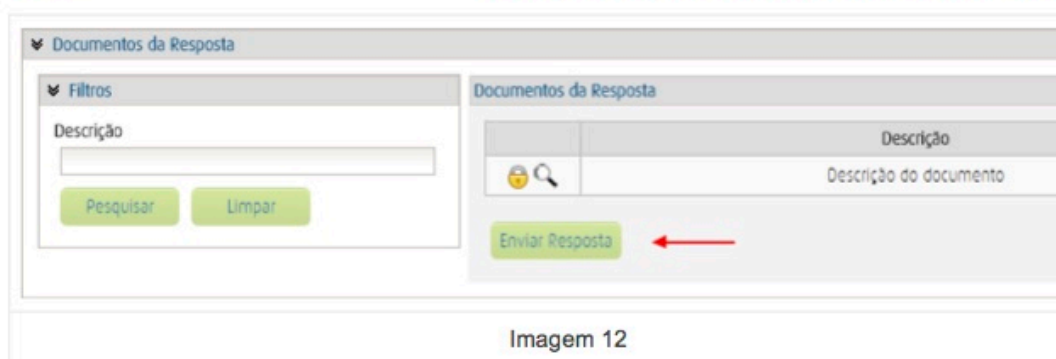 Documentos da Resposta
Filtros
Descrição
Pesquisar Limpar
Documentos da Resposta
Descrição
Descrição do documento
Enviar Resposta
Imagem 12